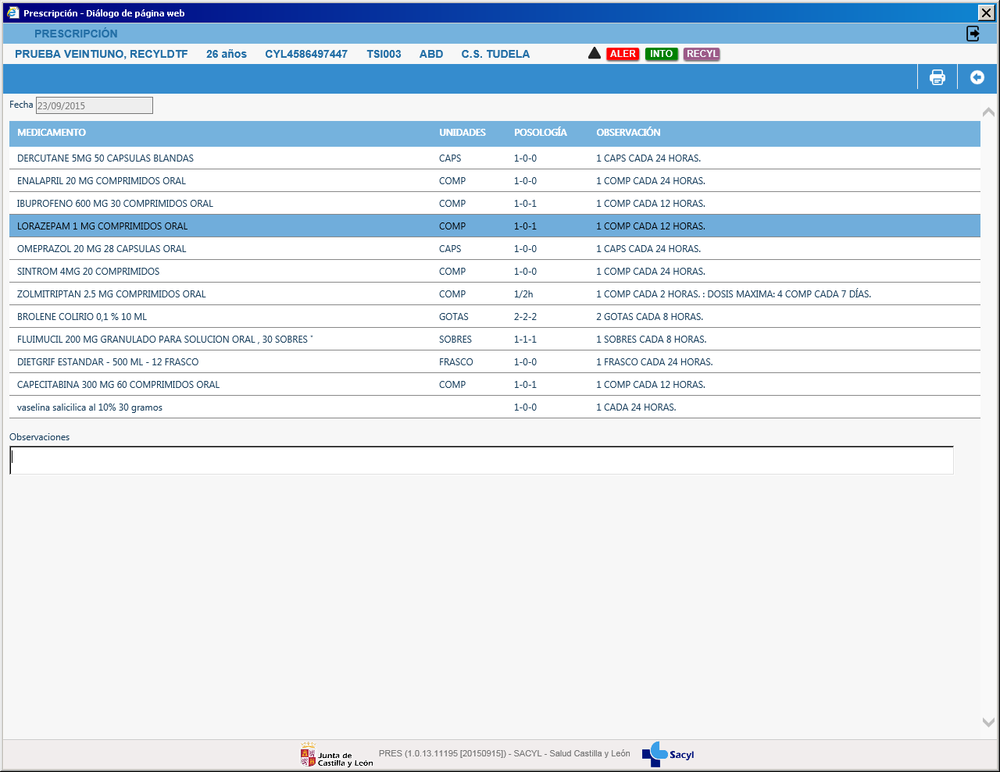 Prescripción - Diálogo de página web
PRESCRIPCIÓN
PRUEBA VEINTIUNO, RECYLDTF 26 años CYL4586497447 TSI003 ABD C.S. TUDELA ALER INTO RECYL
Fecha 23/09/2015
MEDICAMENTO UNIDADES POSOLOGÍA OBSERVACIÓN
DERCUTANE 5MG 50 CAPSULAS BLANDAS CAPS 1-0-0 1 CAPS CADA 24 HORAS.
ENALAPRIL 20 MG COMPRIMIDOS ORAL COMP 1-0-0 1 COMP CADA 24 HORAS.
IBUPROFENO 600 MG 30 COMPRIMIDOS ORAL COMP 1-0-1 1 COMP CADA 12 HORAS.
LORAZEPAM 1 MG COMPRIMIDOS ORAL COMP 1-0-1 1 COMP CADA 12 HORAS.
OMEPRAZOL 20 MG 28 CAPSULAS ORAL CAPS 1-0-0 1 CAPS CADA 24 HORAS.
SINTROM 4MG 20 COMPRIMIDOS COMP 1-0-0 1 COMP CADA 24 HORAS.
ZOLMITRIPTAN 2.5 MG COMPRIMIDOS ORAL COMP 1/2h 1 COMP CADA 2 HORAS. : DOSIS MAXIMA: 4 COMP CADA 7 DÍAS.
BROLENE COLIRIO 0,1 % 10 ML GOTAS 2-2-2 2 GOTAS CADA 8 HORAS.
FLUIMUCIL 200 MG GRANULADO PARA SOLUCION ORAL , 30 SOBRES * SOBRES 1-1-1 1 SOBRES CADA 8 HORAS.
DIETGRIF ESTANDAR - 500 ML - 12 FRASCO FRASCO 1-0-0 1 FRASCO CADA 24 HORAS.
CAPECITABINA 300 MG 60 COMPRIMIDOS ORAL COMP 1-0-1 1 COMP CADA 12 HORAS.
vaselina salicilica al 10% 30 gramos 1-0-0 1 CADA 24 HORAS.
Observaciones
Junta de
Castilla y León
PRES (1.0.13.11195 [20150915]) - SACYL - Salud Castilla y León
Sacyl